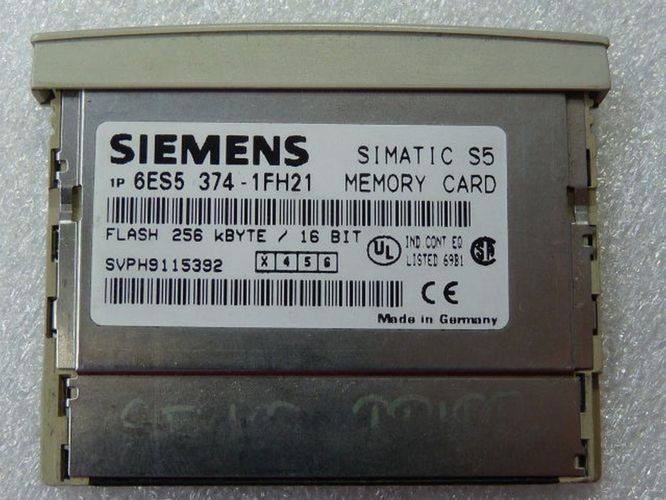 SIEMENS SIMATIC S5
1P 6ES5 374-1FH21 MEMORY CARD
FLASH 256 kBYTE / 16 BIT
UL IND.CONT EQ
LISTED 69B1
SVPH9115392 X 4 5 6
CE
Made in Germany